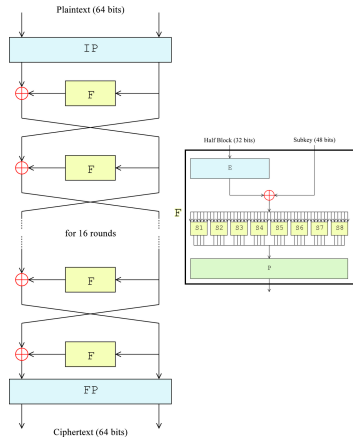 Plaintext (64 bits)
IP
F
F
for 16 rounds
F
F
FP
Ciphertext (64 bits)
Half Block (32 bits) Subkey (48 bits)
E
F
S1 S2 S3 S4 S5 S6 S7 S8
P